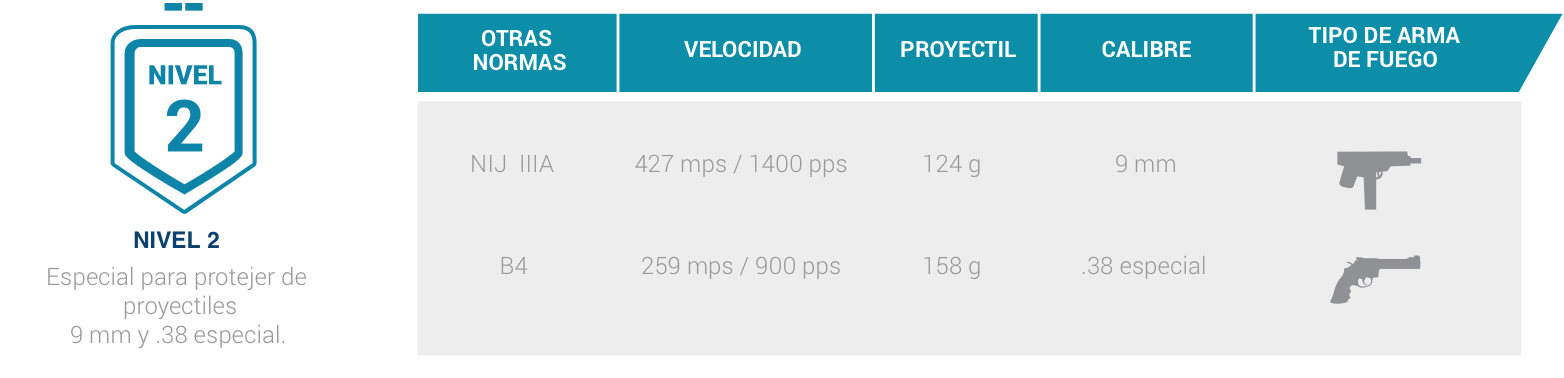 NIVEL
2
NIVEL 2
Especial para protejer de
proyectiles
9 mm y .38 especial.
OTRAS
NORMAS
VELOCIDAD
PROYECTIL
CALIBRE
TIPO DE ARMA
DE FUEGO
NIJ IIIA 427 mps / 1400 pps 124 g 9 mm
B4 259 mps / 900 pps 158 g .38 especial